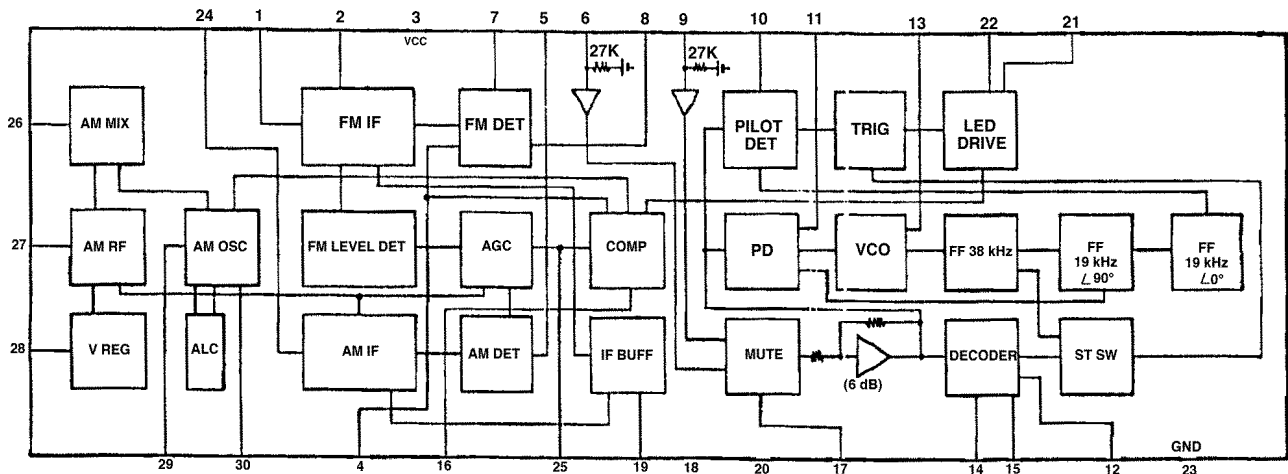 24 1 2 3 7 5 6 8 9 10 11 13 22 21
VCC
27K 27K
26
AM MIX
FM IF
FM DET
PILOT
DET
TRIG
LED
DRIVE
27
AM RF
AM OSC
FM LEVEL DET
AGC
COMP
PD
VCO
FF 38 kHz
FF
19 kHz
∠ 90°
FF
19 kHz
∠ 0°
28
V REG
ALC
AM IF
AM DET
IF BUFF
MUTE
(6 dB)
DECODER
ST SW
GND
29 30 4 16 25 19 18 20 17 14 15 12 23